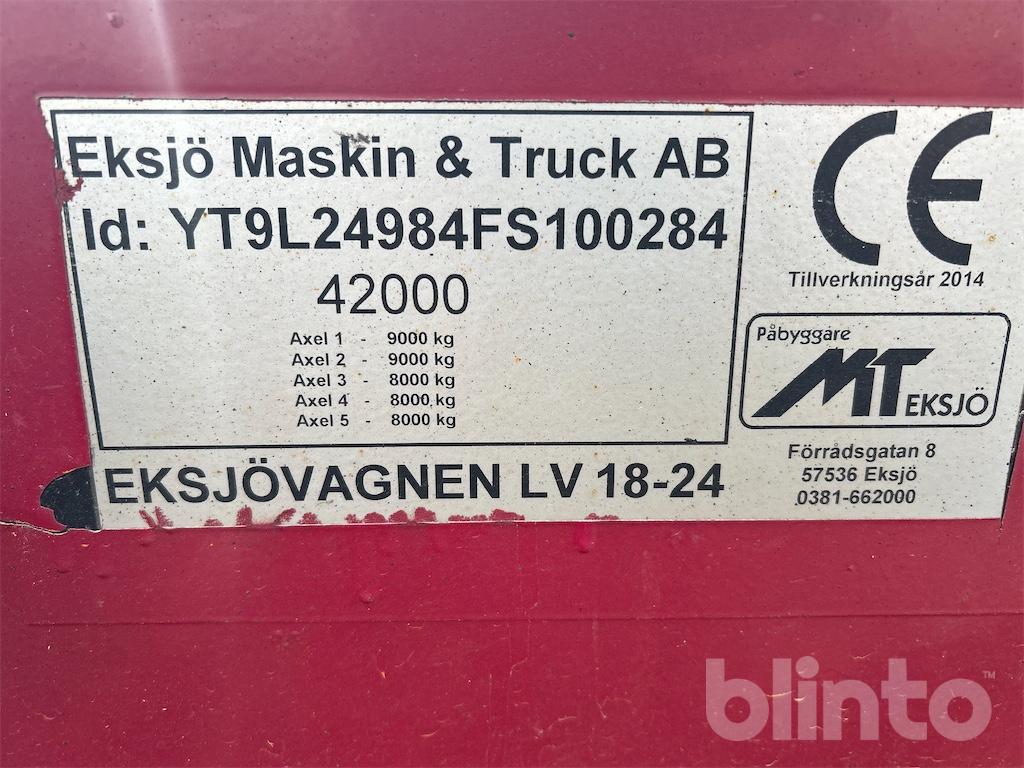 Eksjö Maskin & Truck AB
Id: YT9L24984FS100284
42000
Axel 1 - 9000 kg
Axel 2 - 9000 kg
Axel 3 - 8000 kg
Axel 4 - 8000 kg
Axel 5 - 8000 kg
EKSJÖVAGNEN LV 18-24
CE
Tillverkningsår 2014
Påbyggare
MT EKSJÖ
Förrådsgatan 8
57536 Eksjö
0381-662000
blinto™